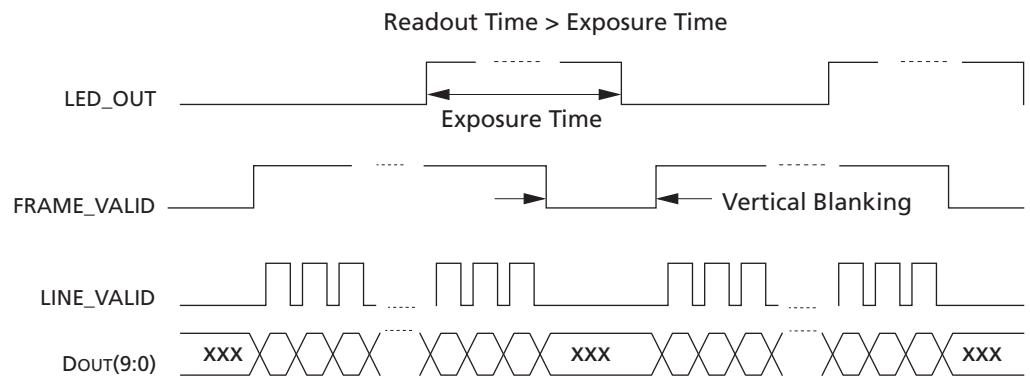 Readout Time > Exposure Time
LED_OUT
Exposure Time
FRAME_VALID
Vertical Blanking
LINE_VALID
DOUT(9:0)
XXX
XXX
XXX